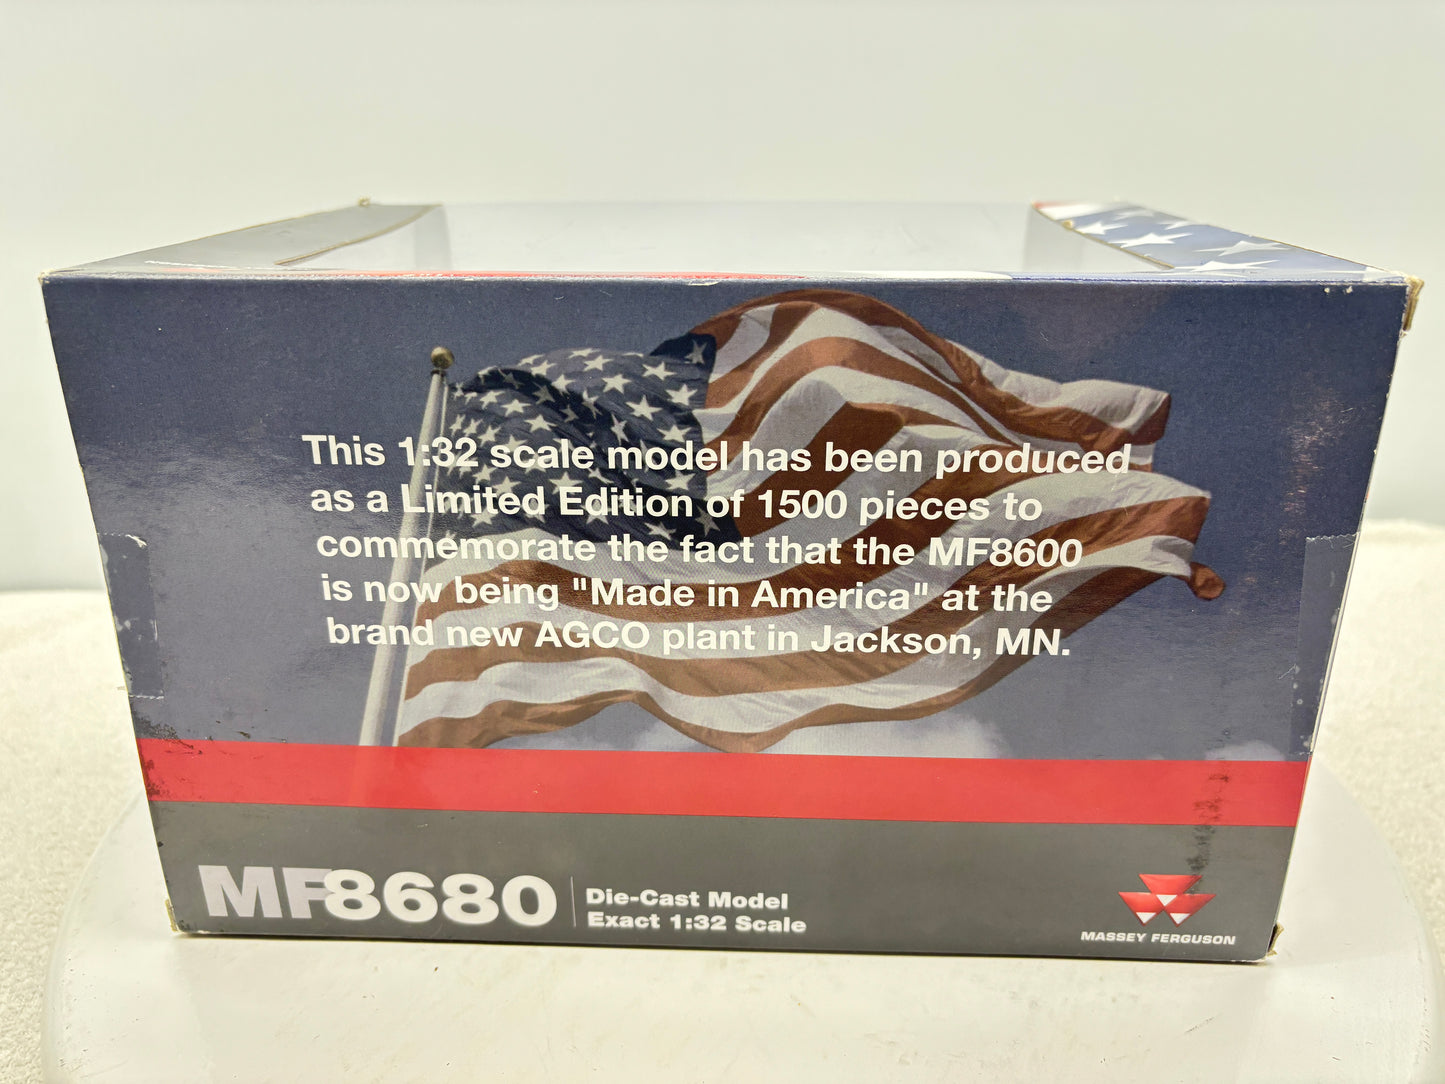 This 1:32 scale model has been produced
as a Limited Edition of 1500 pieces to
commemorate the fact that the MF8600
is now being "Made in America" at the
brand new AGCO plant in Jackson, MN.
MF8680
Die-Cast Model
Exact 1:32 Scale
MASSEY FERGUSON